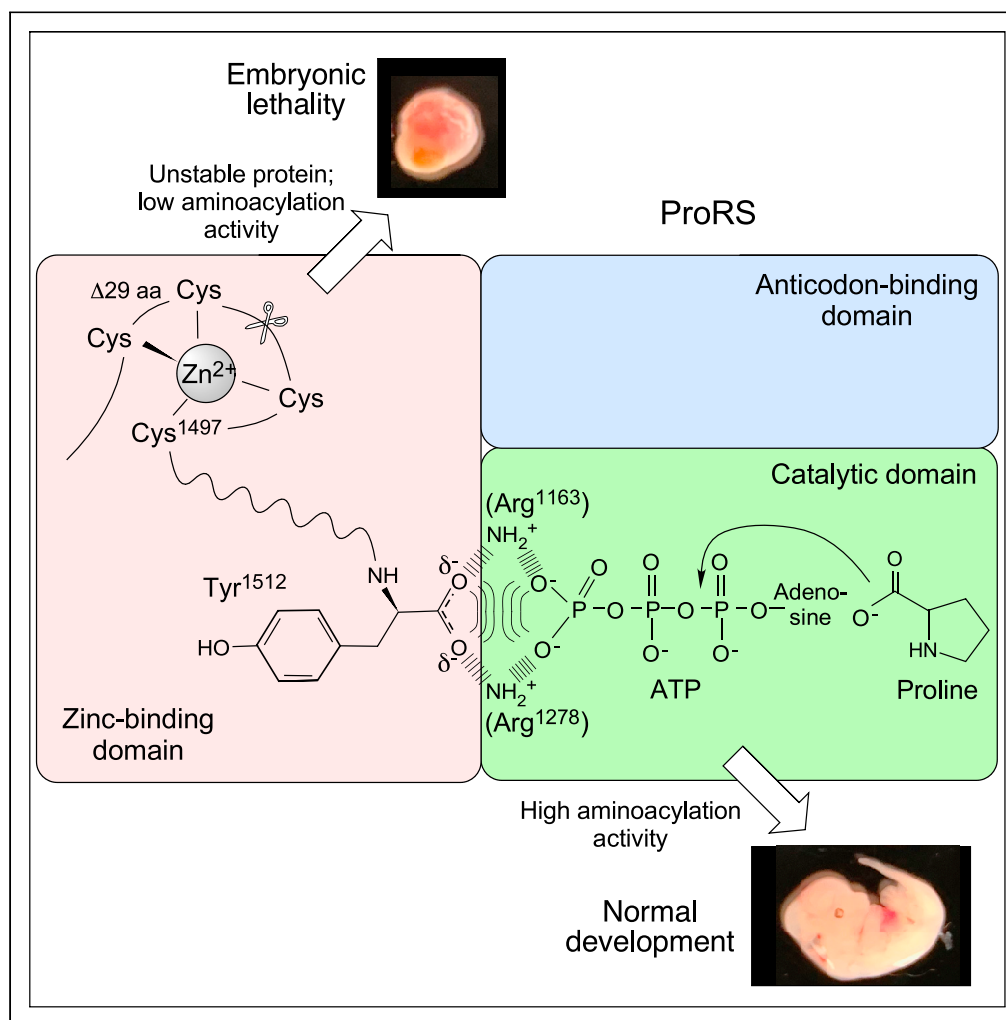 Embryonic
lethality
Unstable protein;
low aminoacylation
activity
ProRS
Δ29 aa
Cys
Cys
Zn2+
Cys
Cys1497
Anticodon-binding
domain
Catalytic domain
(Arg1163)
NH2+
Tyr1512
NH
δ-
O
O-
O
O
O
O
P
O
P
O
P
O
Adeno-
sine
O-
HO
O
δ-
O-
O-
O-
HN
NH2+
(Arg1278)
ATP
Proline
Zinc-binding
domain
High aminoacylation
activity
Normal
development